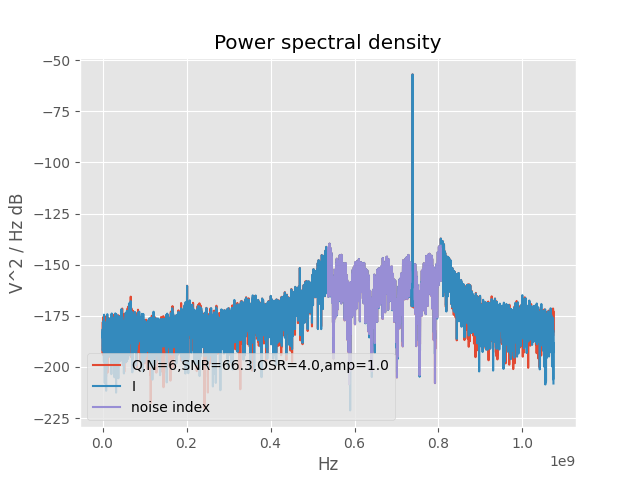 Power spectral density
V^2 / Hz dB
−50
−75
−100
−125
−150
−175
−200
−225
Q,N=6,SNR=66.3,OSR=4.0,amp=1.0
I
noise index
0.0 0.2 0.4 0.6 0.8 1.0
1e9
Hz